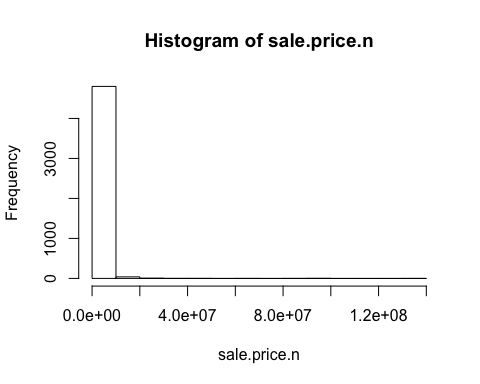 Histogram of sale.price.n
Frequency
3000
1000
0
0.0e+00 4.0e+07 8.0e+07 1.2e+08
sale.price.n